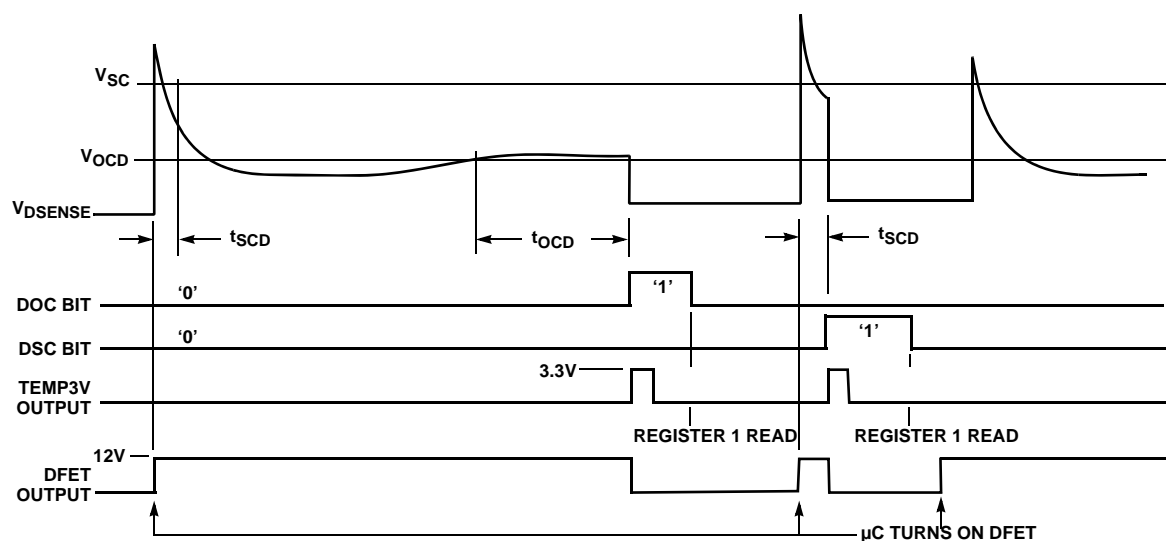 VSC
VOCD
VDSENSE
tSCD
tOCD
tSCD
DOC BIT
‘0’
‘1’
DSC BIT
‘0’
‘1’
TEMP3V
OUTPUT
3.3V
REGISTER 1 READ
REGISTER 1 READ
12V
DFET
OUTPUT
µC TURNS ON DFET